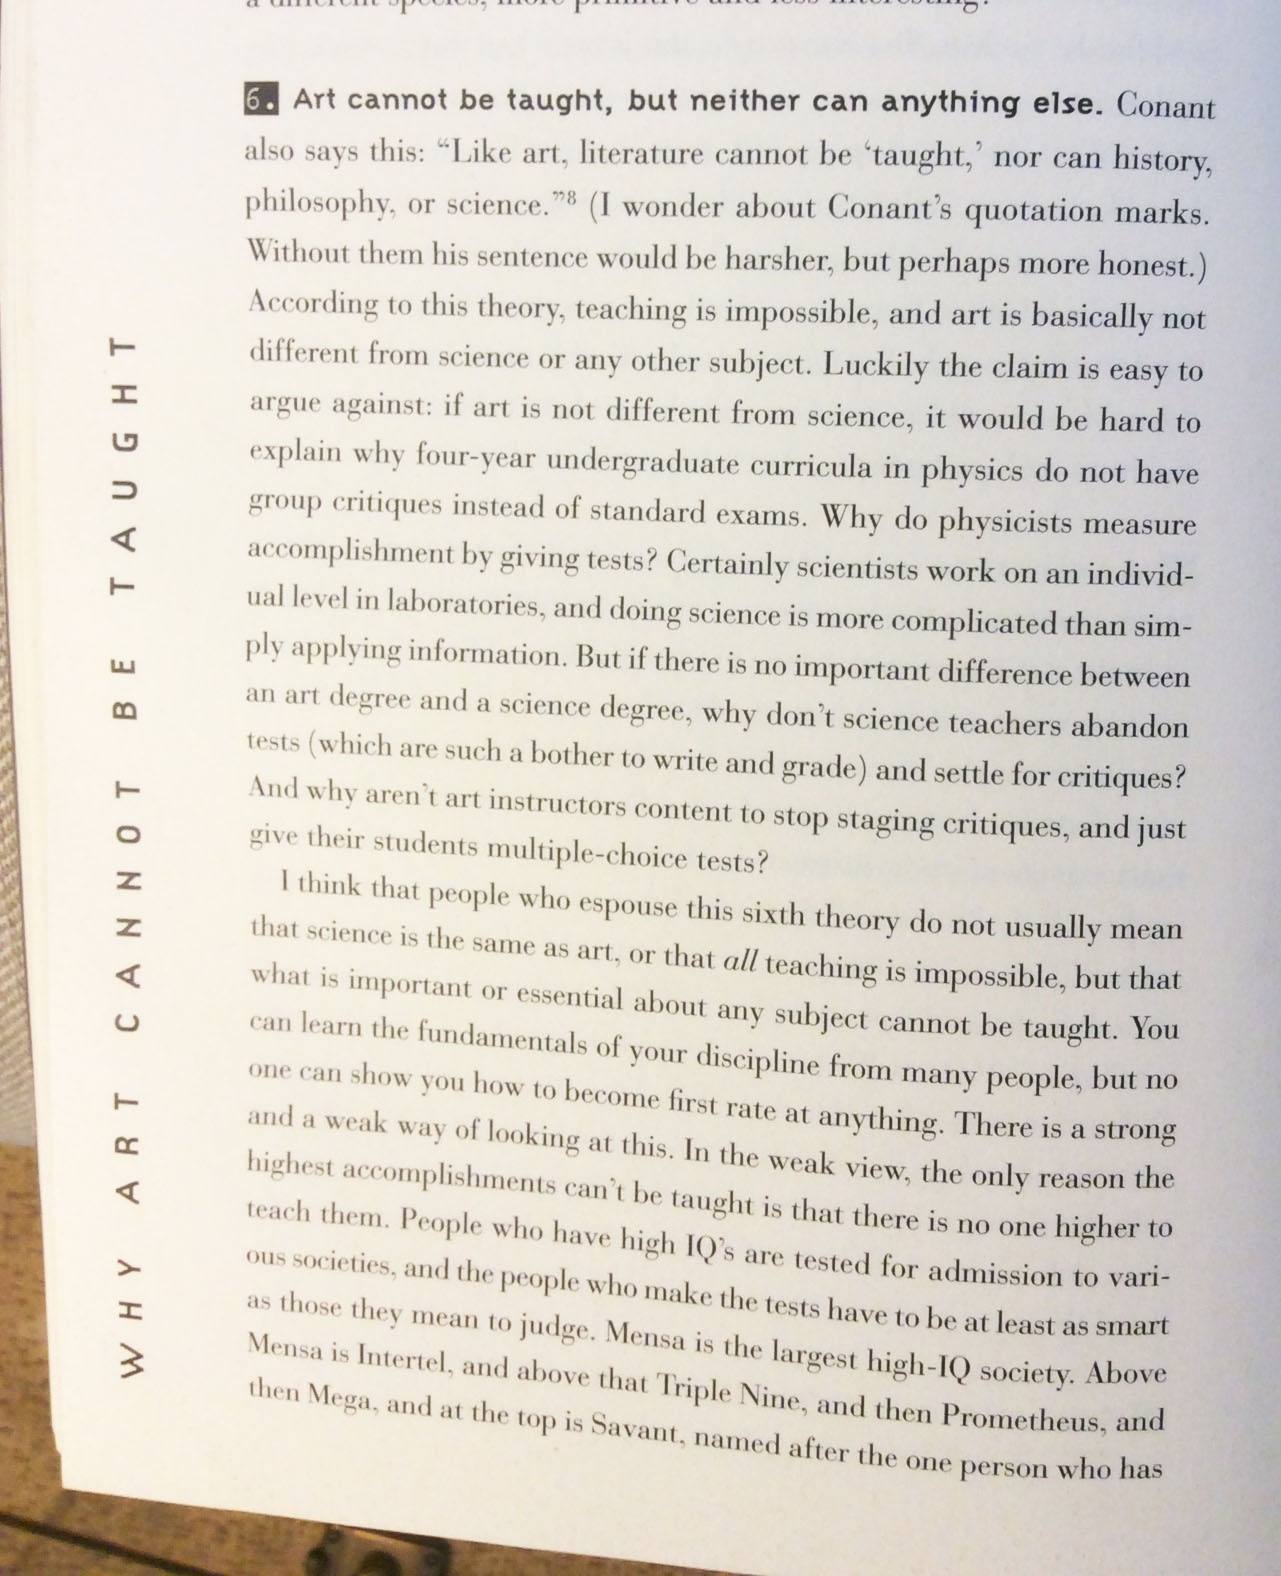 a different species, more primitive and less interesting.
6. Art cannot be taught, but neither can anything else. Conant
also says this: “Like art, literature cannot be ‘taught,’ nor can history,
philosophy, or science.”8 (I wonder about Conant’s quotation marks.
Without them his sentence would be harsher, but perhaps more honest.)
According to this theory, teaching is impossible, and art is basically not
different from science or any other subject. Luckily the claim is easy to
argue against: if art is not different from science, it would be hard to
explain why four-year undergraduate curricula in physics do not have
group critiques instead of standard exams. Why do physicists measure
accomplishment by giving tests? Certainly scientists work on an individ-
ual level in laboratories, and doing science is more complicated than sim-
ply applying information. But if there is no important difference between
an art degree and a science degree, why don’t science teachers abandon
tests (which are such a bother to write and grade) and settle for critiques?
And why aren’t art instructors content to stop staging critiques, and just
give their students multiple-choice tests?
I think that people who espouse this sixth theory do not usually mean
that science is the same as art, or that all teaching is impossible, but that
what is important or essential about any subject cannot be taught. You
can learn the fundamentals of your discipline from many people, but no
one can show you how to become first rate at anything. There is a strong
and a weak way of looking at this. In the weak view, the only reason the
highest accomplishments can’t be taught is that there is no one higher to
teach them. People who have high IQ’s are tested for admission to vari-
ous societies, and the people who make the tests have to be at least as smart
as those they mean to judge. Mensa is the largest high-IQ society. Above
Mensa is Intertel, and above that Triple Nine, and then Prometheus, and
then Mega, and at the top is Savant, named after the one person who has
WHY ART CANNOT BE TAUGHT